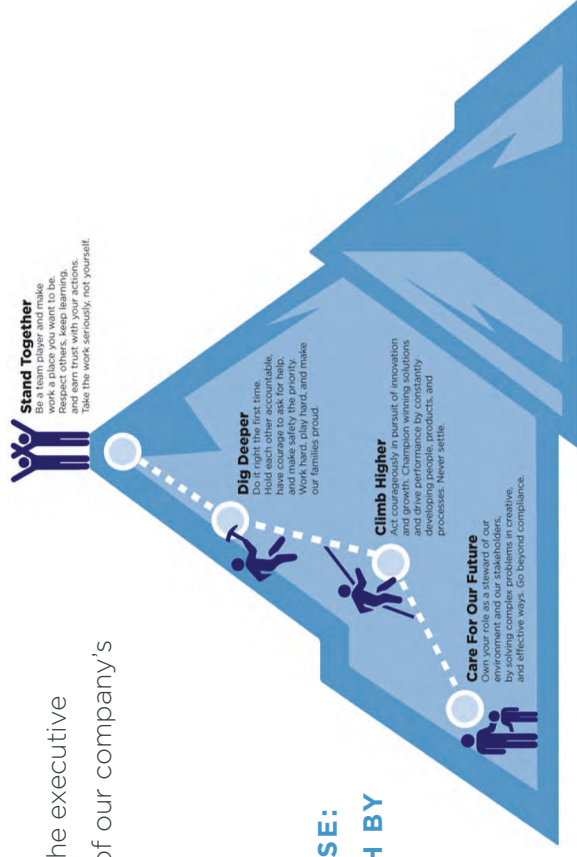 he executive
of our company's
SE:
H BY
Stand Together
Be a team player and make
work a place you want to be.
Respect others, keep learning,
and earn trust with your actions.
Take the work seriously, not yourself.
Dig Deeper
Do it right the first time.
Hold each other accountable,
have courage to ask for help,
and make safety the priority.
Work hard, play hard, and make
our families proud.
Climb Higher
Act courageously in pursuit of innovation
and growth. Champion winning solutions
and drive performance by constantly
developing people, products, and
processes. Never settle.
Care For Our Future
Own your role as a steward of our
environment and our stakeholders,
by solving complex problems in creative,
and effective ways. Go beyond compliance.